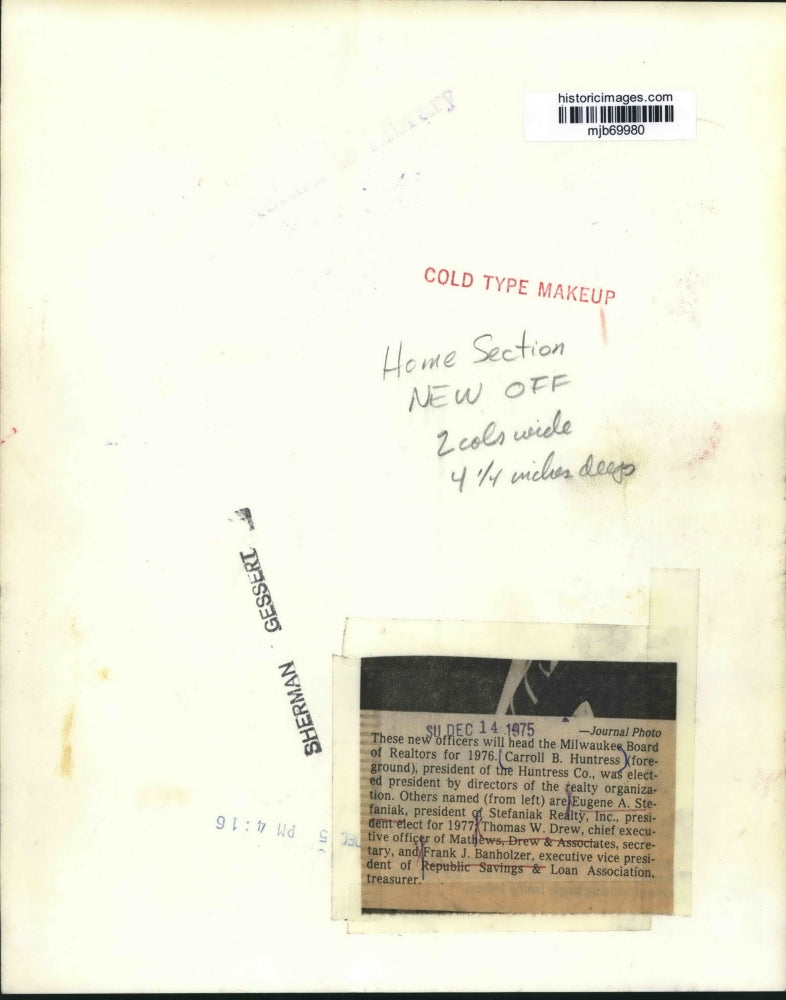 historicimages.com
mjb69980
Library
COLD TYPE MAKEUP
Home Section
NEW OFF
2 cols wide
4 1/4 inches deep
SHERMAN - GESSERT
SU DEC 14 1975
—Journal Photo
These new officers will head the Milwaukee Board
of Realtors for 1976. Carroll B. Huntress (fore-
ground), president of the Huntress Co., was elect-
ed president by directors of the realty organiza-
tion. Others named (from left) are Eugene A. Ste-
faniak, president of Stefaniak Realty, Inc., presi-
dent elect for 1977; Thomas W. Drew, chief execu-
tive officer of Mathews, Drew & Associates, secre-
tary, and Frank J. Banholzer, executive vice presi-
dent of Republic Savings & Loan Association,
treasurer.
DEC 5 PM 4:16